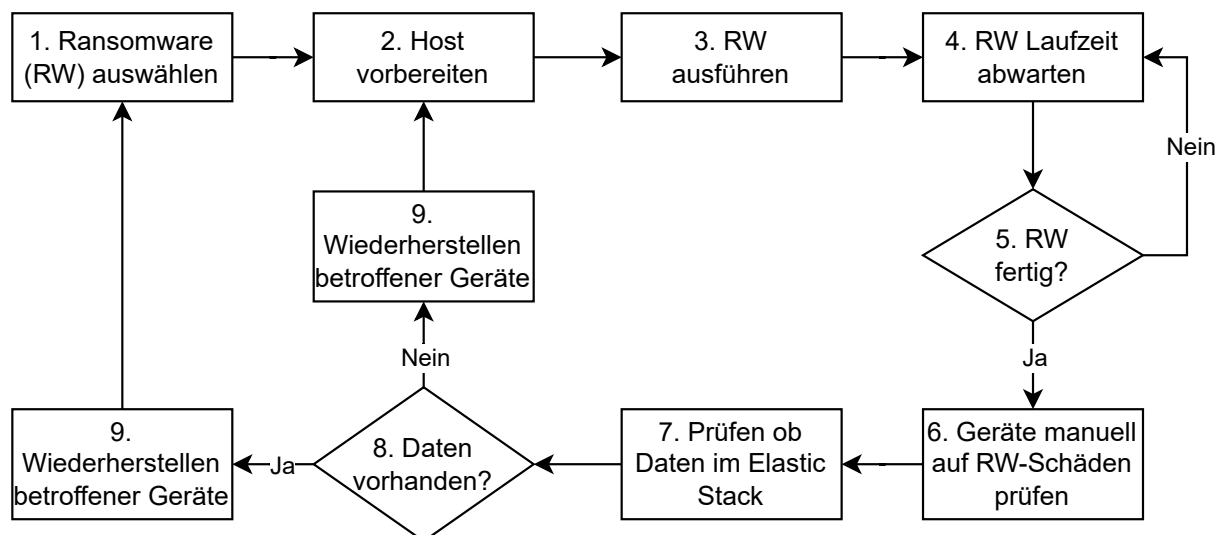 1. Ransomware
(RW) auswählen
2. Host
vorbereiten
3. RW
ausführen
4. RW Laufzeit
abwarten
Nein
5. RW
fertig?
Ja
9.
Wiederherstellen
betroffener Geräte
Nein
9.
Wiederherstellen
betroffener Geräte
Ja
8. Daten
vorhanden?
7. Prüfen ob
Daten im Elastic
Stack
6. Geräte manuell
auf RW-Schäden
prüfen